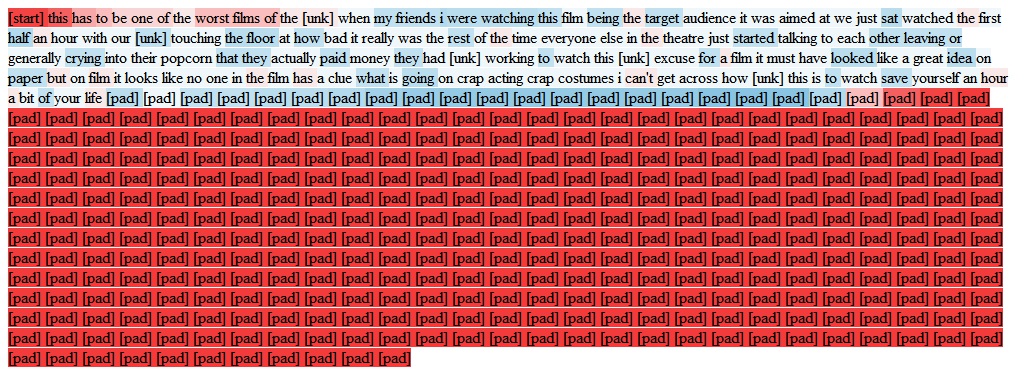 [start] this has to be one of the worst films of the [unk] when my friends i were watching this film being the target audience it was aimed at we just sat watched the first
half an hour with our [unk] touching the floor at how bad it really was the rest of the time everyone else in the theatre just started talking to each other leaving or
generally crying into their popcorn that they actually paid money they had [unk] working to watch this [unk] excuse for a film it must have looked like a great idea on
paper but on film it looks like no one in the film has a clue what is going on crap acting crap costumes i can't get across how [unk] this is to watch save yourself an hour
a bit of your life [pad] [pad] [pad] [pad] [pad] [pad] [pad] [pad] [pad] [pad] [pad] [pad] [pad] [pad] [pad] [pad] [pad] [pad] [pad] [pad] [pad] [pad] [pad] [pad]
[pad] [pad] [pad] [pad] [pad] [pad] [pad] [pad] [pad] [pad] [pad] [pad] [pad] [pad] [pad] [pad] [pad] [pad] [pad] [pad] [pad] [pad] [pad] [pad] [pad] [pad] [pad]
[pad] [pad] [pad] [pad] [pad] [pad] [pad] [pad] [pad] [pad] [pad] [pad] [pad] [pad] [pad] [pad] [pad] [pad] [pad] [pad] [pad] [pad] [pad] [pad] [pad] [pad] [pad]
[pad] [pad] [pad] [pad] [pad] [pad] [pad] [pad] [pad] [pad] [pad] [pad] [pad] [pad] [pad] [pad] [pad] [pad] [pad] [pad] [pad] [pad] [pad] [pad] [pad] [pad] [pad]
[pad] [pad] [pad] [pad] [pad] [pad] [pad] [pad] [pad] [pad] [pad] [pad] [pad] [pad] [pad] [pad] [pad] [pad] [pad] [pad] [pad] [pad] [pad] [pad] [pad] [pad] [pad]
[pad] [pad] [pad] [pad] [pad] [pad] [pad] [pad] [pad] [pad] [pad] [pad] [pad] [pad] [pad] [pad] [pad] [pad] [pad] [pad] [pad] [pad] [pad] [pad] [pad] [pad] [pad]
[pad] [pad] [pad] [pad] [pad] [pad] [pad] [pad] [pad] [pad] [pad] [pad] [pad] [pad] [pad] [pad] [pad] [pad] [pad] [pad] [pad] [pad] [pad] [pad] [pad] [pad] [pad]
[pad] [pad] [pad] [pad] [pad] [pad] [pad] [pad] [pad] [pad] [pad] [pad] [pad] [pad] [pad] [pad] [pad] [pad] [pad] [pad] [pad] [pad] [pad] [pad] [pad] [pad] [pad]
[pad] [pad] [pad] [pad] [pad] [pad] [pad] [pad] [pad] [pad] [pad] [pad] [pad] [pad] [pad] [pad] [pad] [pad] [pad] [pad] [pad] [pad] [pad] [pad] [pad] [pad] [pad]
[pad] [pad] [pad] [pad] [pad] [pad] [pad] [pad] [pad] [pad] [pad] [pad] [pad] [pad] [pad] [pad] [pad] [pad] [pad] [pad] [pad] [pad] [pad] [pad] [pad] [pad] [pad]
[pad] [pad] [pad] [pad] [pad] [pad] [pad] [pad] [pad] [pad] [pad] [pad] [pad] [pad] [pad] [pad] [pad] [pad] [pad] [pad] [pad] [pad] [pad] [pad] [pad] [pad] [pad]
[pad] [pad] [pad] [pad] [pad] [pad] [pad] [pad] [pad] [pad] [pad] [pad] [pad] [pad] [pad] [pad] [pad] [pad] [pad] [pad] [pad] [pad] [pad] [pad] [pad] [pad] [pad]
[pad] [pad] [pad] [pad] [pad] [pad] [pad] [pad] [pad] [pad] [pad] [pad] [pad] [pad] [pad] [pad] [pad] [pad] [pad] [pad] [pad] [pad] [pad] [pad] [pad] [pad] [pad]
[pad] [pad] [pad] [pad] [pad] [pad] [pad] [pad] [pad] [pad] [pad]